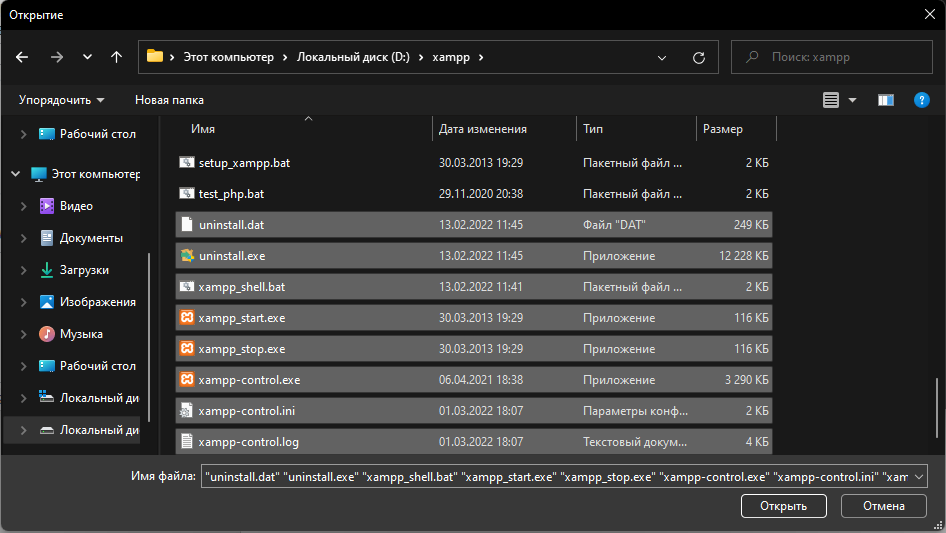 Открытие
Этот компьютер Локальный диск (D:) xampp
Поиск: xampp
Упорядочить Новая папка
Имя Дата изменения Тип Размер
Рабочий стол
Этот компьютер
Видео
Документы
Загрузки
Изображения
Музыка
Рабочий стол
Локальный дис
Локальный ди
setup_xampp.bat 30.03.2013 19:29 Пакетный файл ... 2 КБ
test_php.bat 29.11.2020 20:38 Пакетный файл ... 2 КБ
uninstall.dat 13.02.2022 11:45 Файл "DAT" 249 КБ
uninstall.exe 13.02.2022 11:45 Приложение 12 228 КБ
xampp_shell.bat 13.02.2022 11:41 Пакетный файл ... 2 КБ
xampp_start.exe 30.03.2013 19:29 Приложение 116 КБ
xampp_stop.exe 30.03.2013 19:29 Приложение 116 КБ
xampp-control.exe 06.04.2021 18:38 Приложение 3 290 КБ
xampp-control.ini 01.03.2022 18:07 Параметры конф... 2 КБ
xampp-control.log 01.03.2022 18:07 Текстовый докум... 4 КБ
Имя файла: "uninstall.dat" "uninstall.exe" "xampp_shell.bat" "xampp_start.exe" "xampp_stop.exe" "xampp-control.exe" "xampp-control.ini" "xam
Открыть Отмена